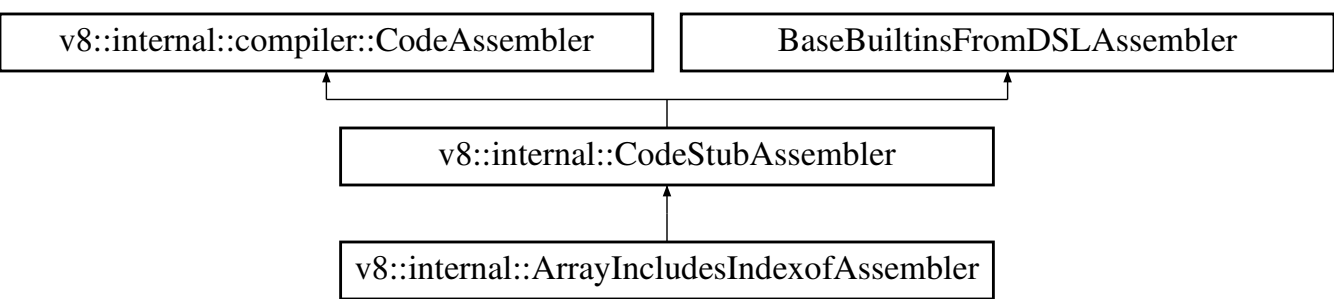 v8::internal::compiler::CodeAssembler
BaseBuiltinsFromDSLAssembler
v8::internal::CodeStubAssembler
v8::internal::ArrayIncludesIndexofAssembler